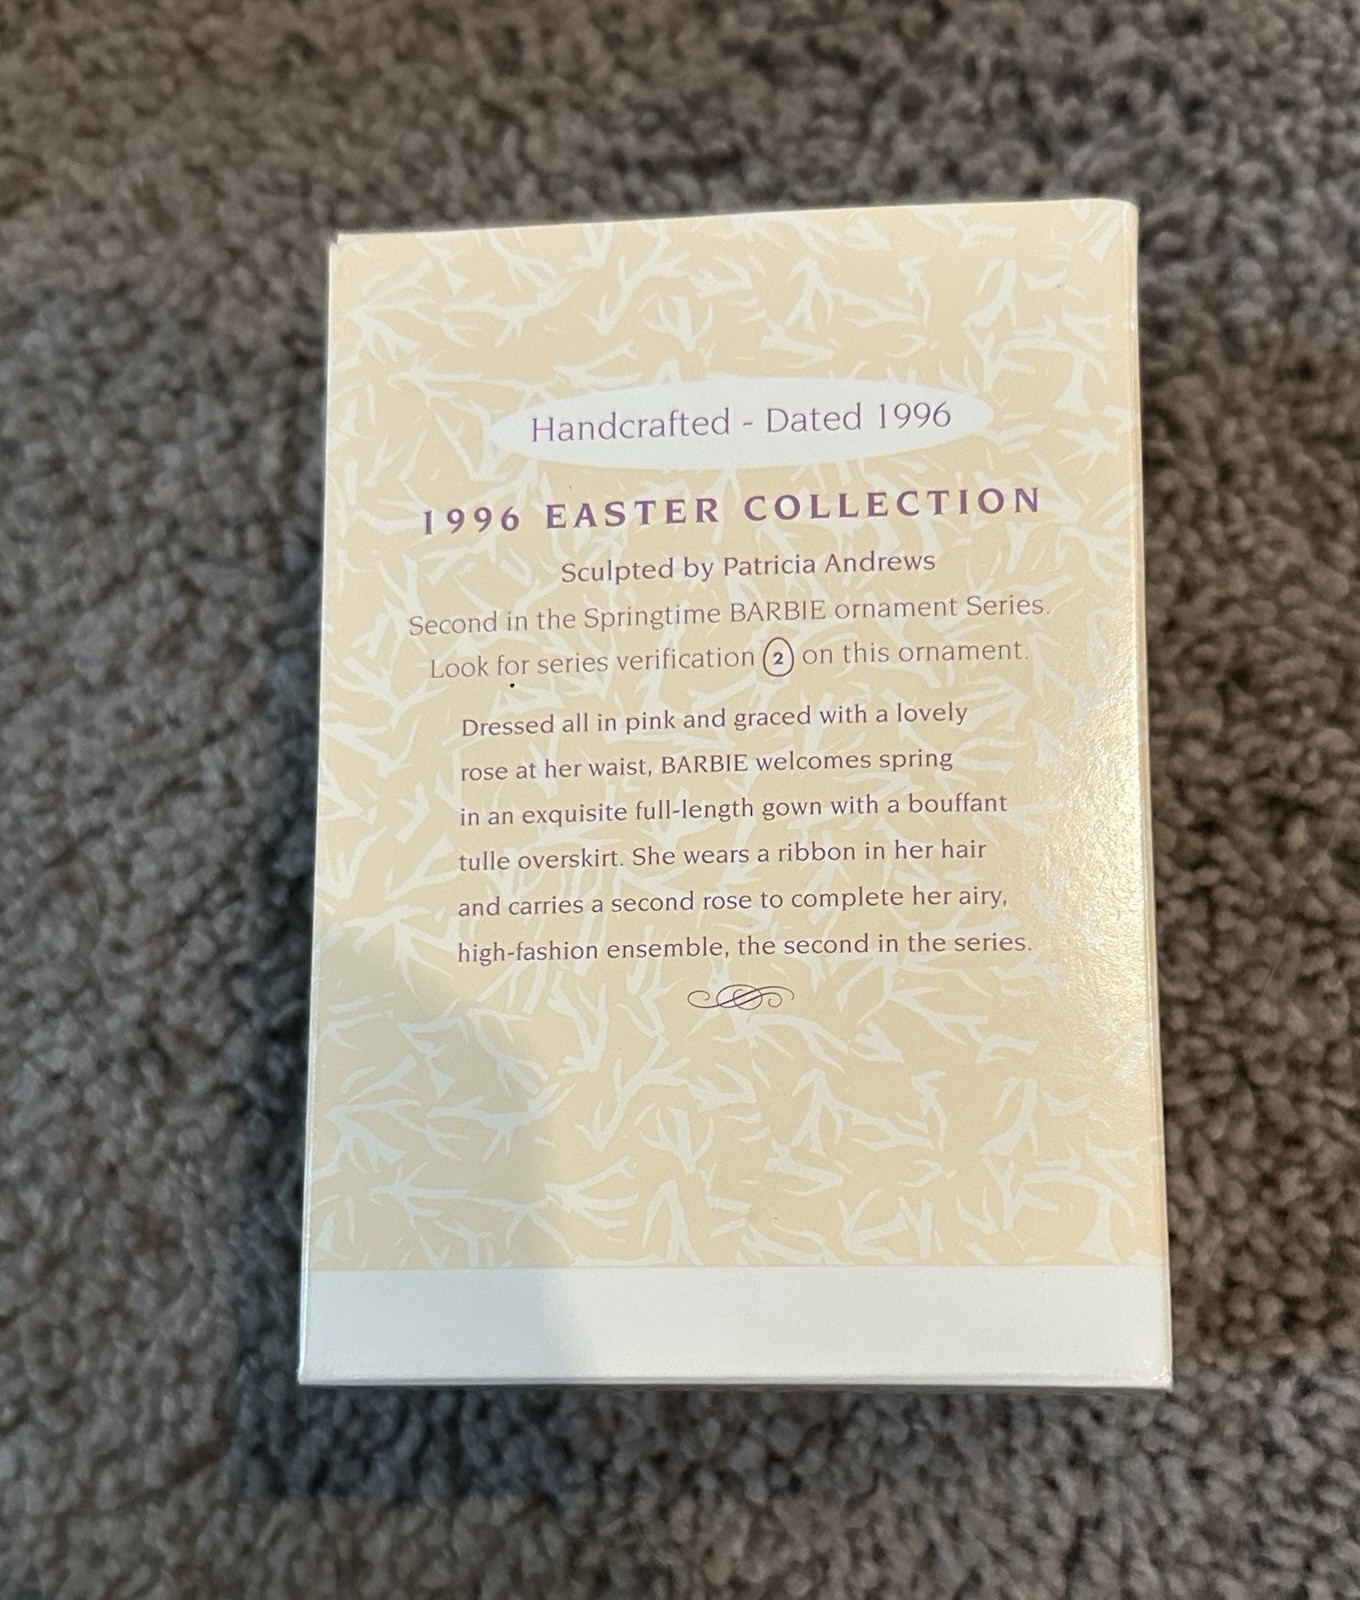 Handcrafted - Dated 1996
1996 EASTER COLLECTION
Sculpted by Patricia Andrews
Second in the Springtime BARBIE ornament Series.
Look for series verification 2 on this ornament.
Dressed all in pink and graced with a lovely
rose at her waist, BARBIE welcomes spring
in an exquisite full-length gown with a bouffant
tulle overskirt. She wears a ribbon in her hair
and carries a second rose to complete her airy,
high-fashion ensemble, the second in the series.